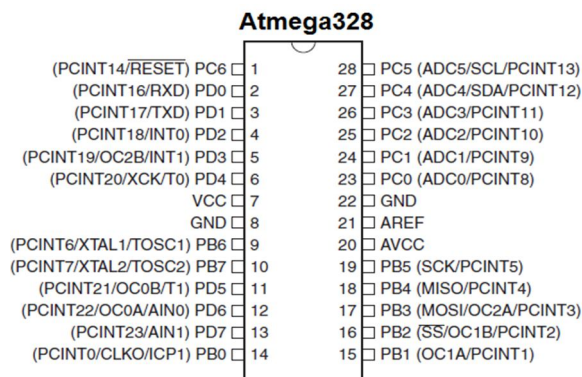 Atmega328
(PCINT14/RESET) PC6 1 28 PC5 (ADC5/SCL/PCINT13)
(PCINT16/RXD) PD0 2 27 PC4 (ADC4/SDA/PCINT12)
(PCINT17/TXD) PD1 3 26 PC3 (ADC3/PCINT11)
(PCINT18/INT0) PD2 4 25 PC2 (ADC2/PCINT10)
(PCINT19/OC2B/INT1) PD3 5 24 PC1 (ADC1/PCINT9)
(PCINT20/XCK/T0) PD4 6 23 PC0 (ADC0/PCINT8)
VCC 7 22 GND
GND 8 21 AREF
(PCINT6/XTAL1/TOSC1) PB6 9 20 AVCC
(PCINT7/XTAL2/TOSC2) PB7 10 19 PB5 (SCK/PCINT5)
(PCINT21/OC0B/T1) PD5 11 18 PB4 (MISO/PCINT4)
(PCINT22/OC0A/AIN0) PD6 12 17 PB3 (MOSI/OC2A/PCINT3)
(PCINT23/AIN1) PD7 13 16 PB2 (SS/OC1B/PCINT2)
(PCINT0/CLKO/ICP1) PB0 14 15 PB1 (OC1A/PCINT1)